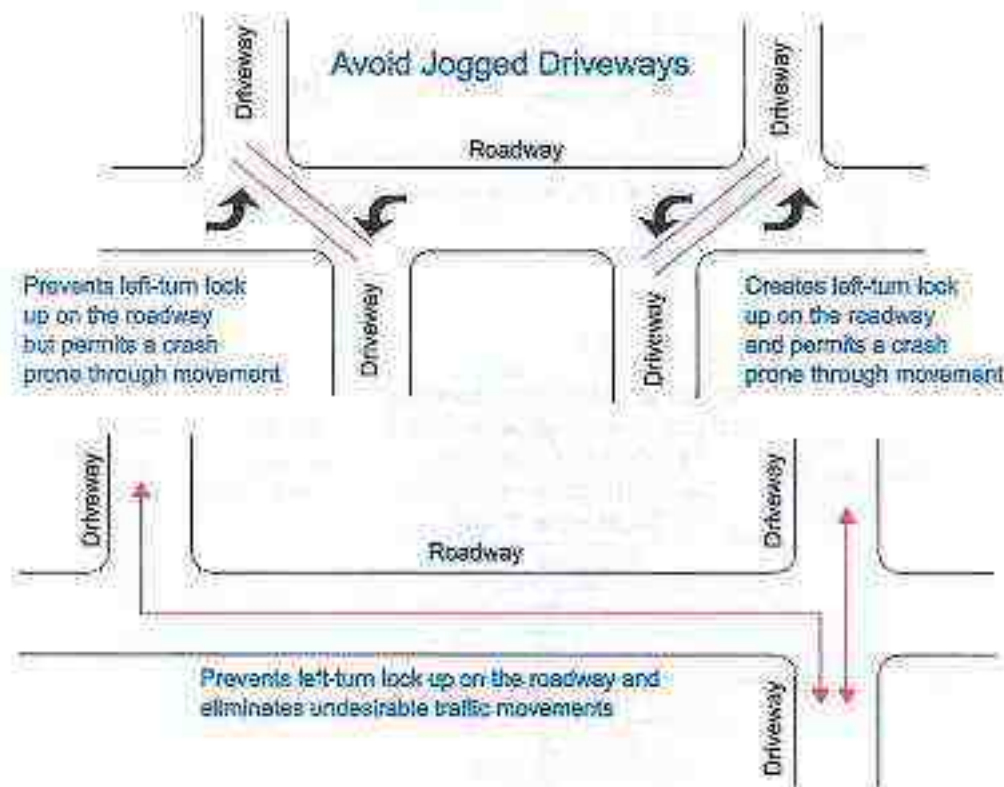 Avoid Jogged Driveways
Driveway
Driveway
Roadway
Prevents left-turn lock
up on the roadway
but permits a crash
prone through movement
Driveway
Driveway
Creates left-turn lock
up on the roadway
and permits a crash
prone through movement
Driveway
Driveway
Roadway
Prevents left-turn lock up on the roadway and
eliminates undesirable traffic movements
Driveway